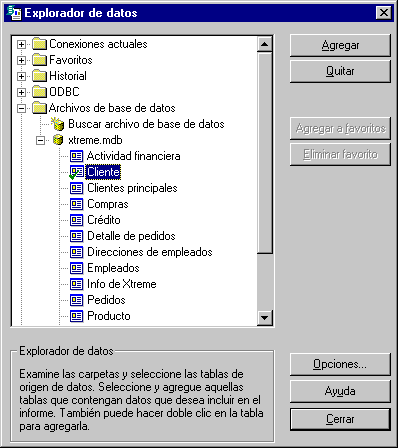 Explorador de datos
Conexiones actuales
Favoritos
Historial
ODBC
Archivos de base de datos
Buscar archivo de base de datos
xtreme.mdb
Actividad financiera
Cliente
Clientes principales
Compras
Crédito
Detalle de pedidos
Direcciones de empleados
Empleados
Info de Xtreme
Pedidos
Producto
Agregar
Quitar
Agregar a favoritos
Eliminar favorito
Explorador de datos
Examine las carpetas y seleccione las tablas de
origen de datos. Seleccione y agregue aquellas
tablas que contengan datos que desea incluir en el
informe. También puede hacer doble clic en la tabla
para agregarla.
Opciones...
Ayuda
Cerrar